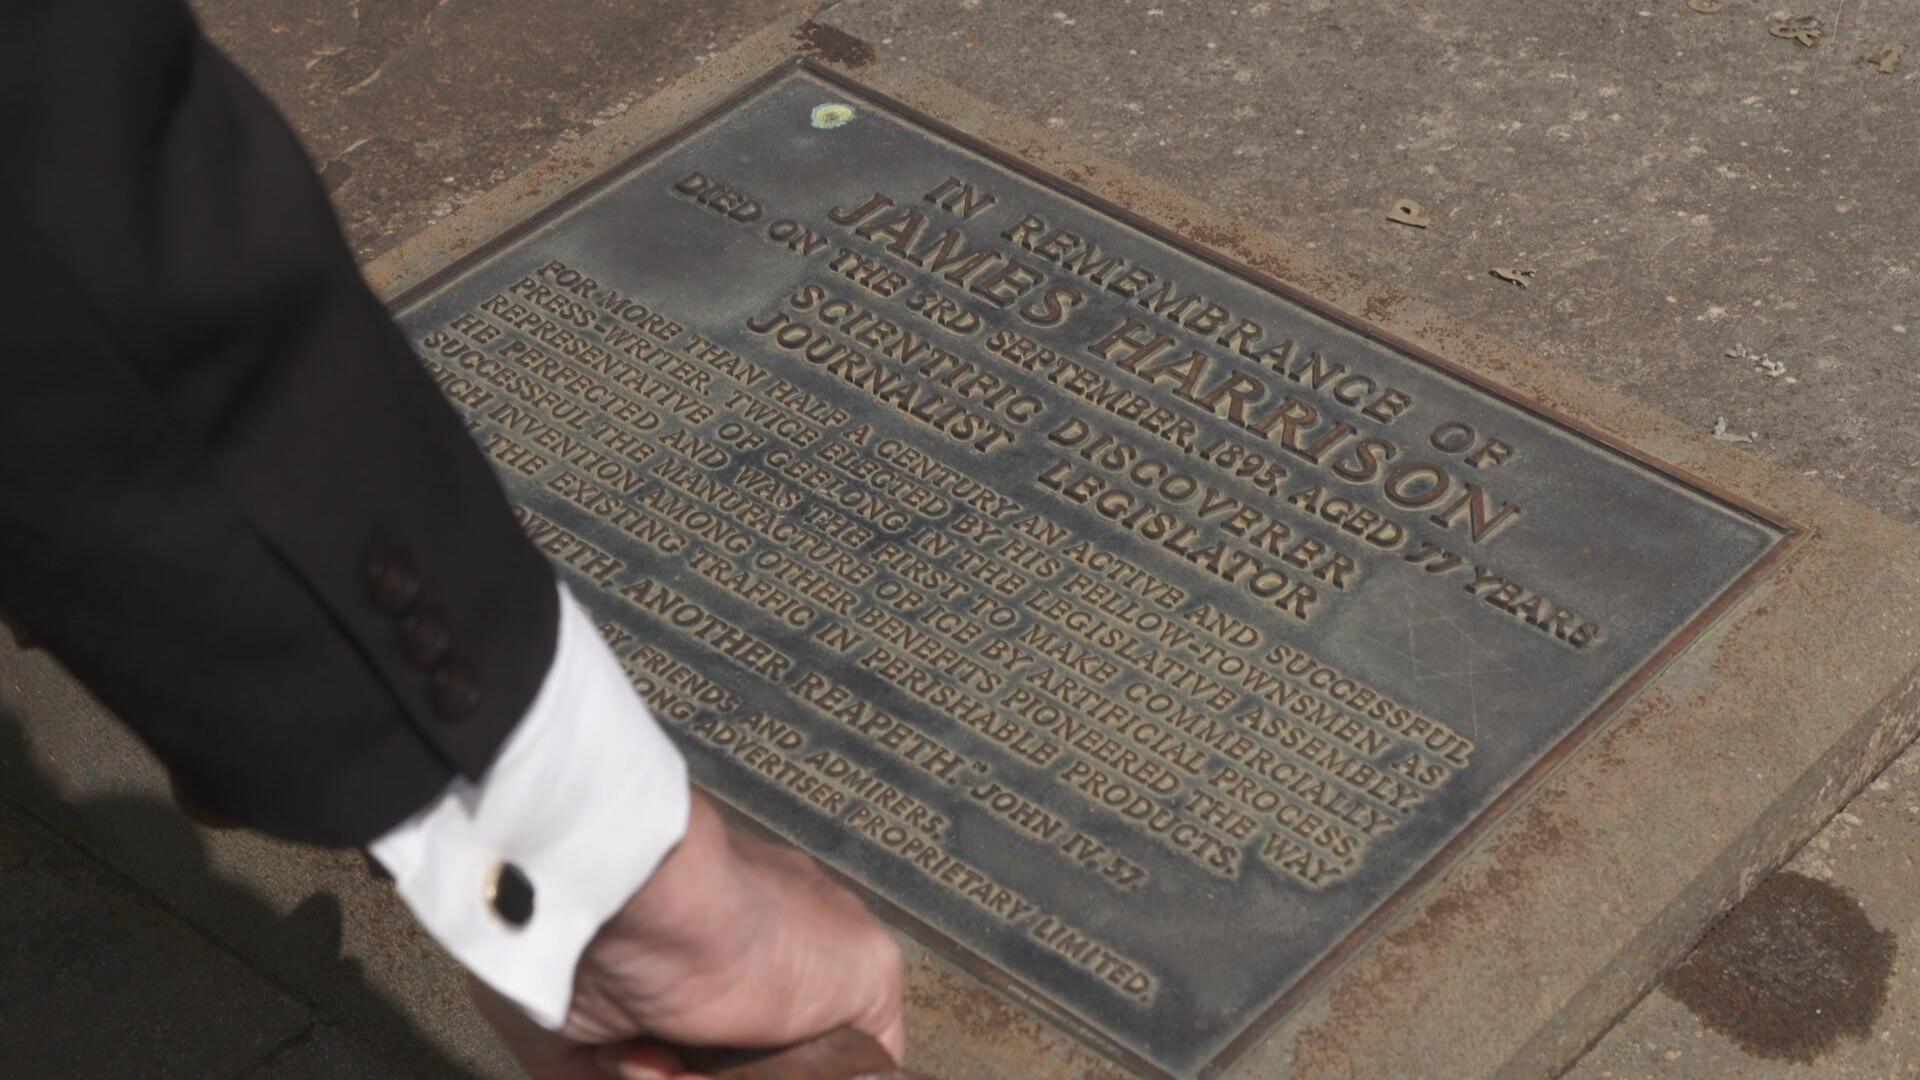 IN REMEMBRANCE OF
JAMES HARRISON
DIED ON THE 3RD SEPTEMBER, 1893, AGED 77 YEARS
SCIENTIFIC DISCOVERER
JOURNALIST LEGISLATOR
FOR MORE THAN HALF A CENTURY AN ACTIVE AND SUCCESSFUL
PRESS-WRITER. TWICE ELECTED BY HIS FELLOW-TOWNSMEN AS
REPRESENTATIVE OF GEELONG IN THE LEGISLATIVE ASSEMBLY.
HE PERFECTED AND WAS THE FIRST TO MAKE COMMERCIALLY
SUCCESSFUL THE MANUFACTURE OF ICE BY ARTIFICIAL PROCESS,
INVENTION AMONG OTHER BENEFITS PIONEERED THE WAY
THE EXISTING TRAFFIC IN PERISHABLE PRODUCTS.
ANOTHER REAPETH." JOHN IV, 37.
BY FRIENDS AND ADMIRERS,
ADVERTISER PROPRIETARY LIMITED.